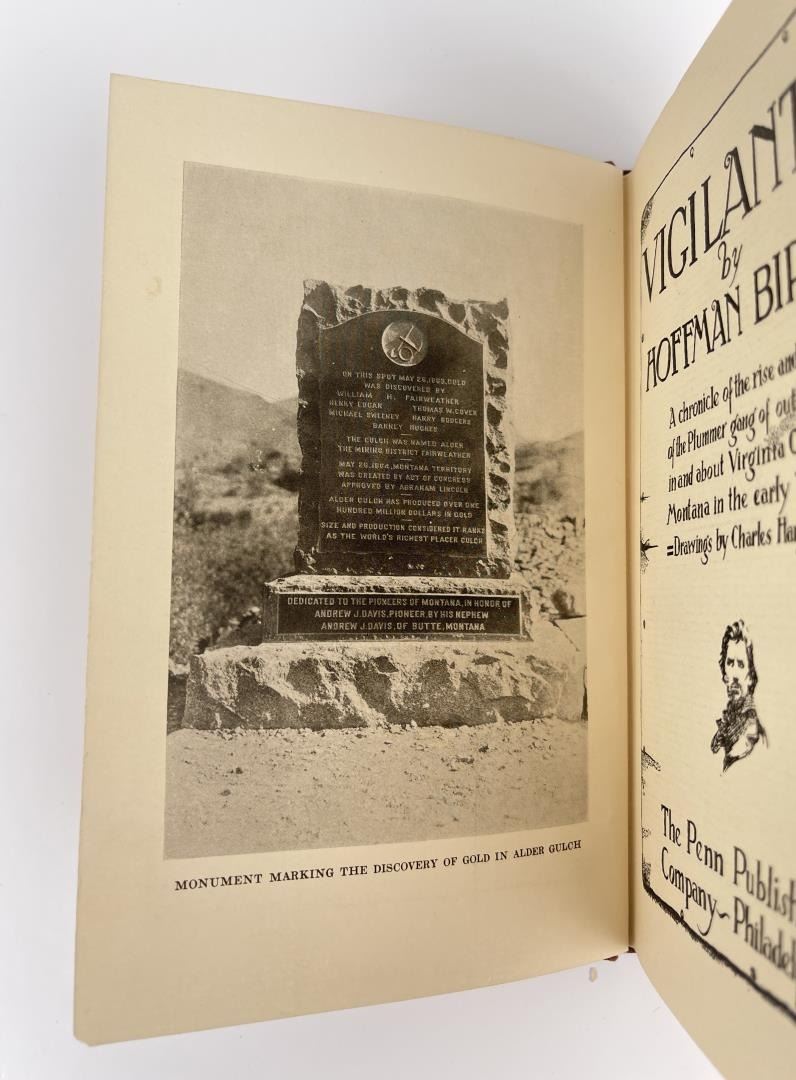 ON THIS SPOT MAY 26, 1863, GOLD
WAS DISCOVERED BY
WILLIAM H. FAIRWEATHER
HENRY EDGAR THOMAS W. COVER
MICHAEL SWEENEY HARRY RODGERS
BARNEY HUGHES
THE GULCH WAS NAMED ALDER
THE MINING DISTRICT FAIRWEATHER
MAY 26, 1864, MONTANA TERRITORY
WAS CREATED BY ACT OF CONGRESS
APPROVED BY ABRAHAM LINCOLN
ALDER GULCH HAS PRODUCED OVER ONE
HUNDRED MILLION DOLLARS IN GOLD
SIZE AND PRODUCTION CONSIDERED IT RANKS
AS THE WORLD'S RICHEST PLACER GULCH
DEDICATED TO THE PIONEERS OF MONTANA, IN HONOR OF
ANDREW J. DAVIS, PIONEER, BY HIS NEPHEW
ANDREW J. DAVIS, OF BUTTE, MONTANA
MONUMENT MARKING THE DISCOVERY OF GOLD IN ALDER GULCH
VIGILANT
by
HOFFMAN BIR
A chronicle of the rise and
of the Plummer gang of out
in and about Virginia C
Montana in the early
=Drawings by Charles Har
The Penn Publish
Company~Philadel